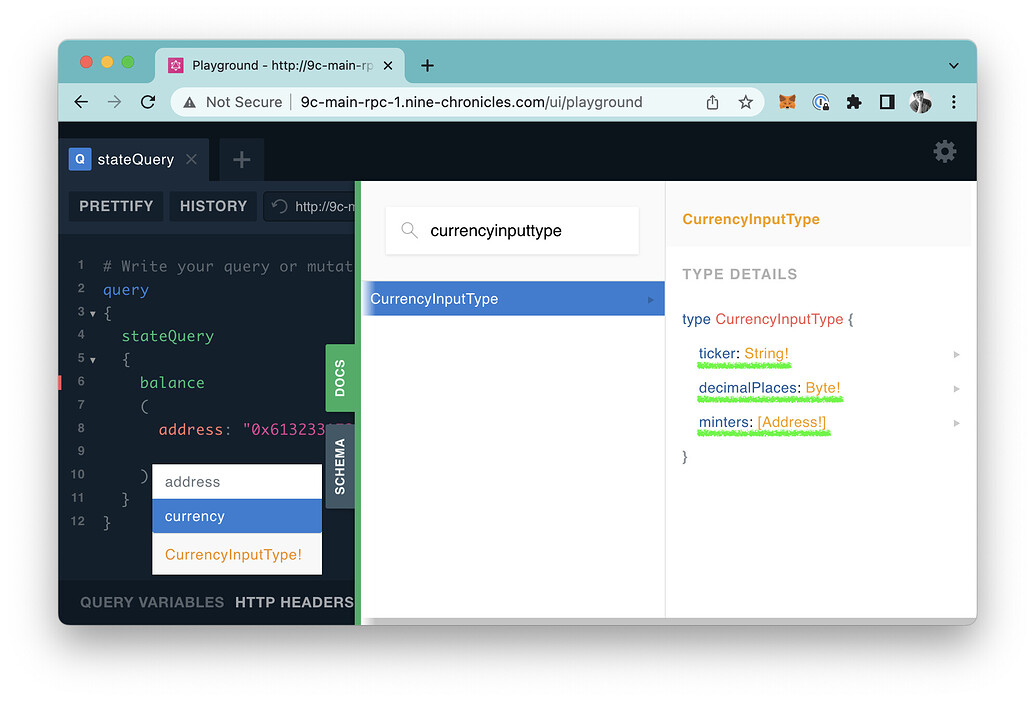 Playground - http://9c-main-rp
Not Secure
9c-main-rpc-1.nine-chronicles.com/ui/playground
Q stateQuery
PRETTIFY
HISTORY
http://9c-m
1 # Write your query or mutat
2 query
3 {
4 stateQuery
5 {
6 balance
7 (
8 address: "0x613233
9
10 )
11 }
12 }
address
currency
CurrencyInputType!
DOCS
SCHEMA
QUERY VARIABLES
HTTP HEADERS
currencyinputtype
CurrencyInputType
CurrencyInputType
TYPE DETAILS
type CurrencyInputType {
ticker: String!
decimalPlaces: Byte!
minters: [Address!]
}